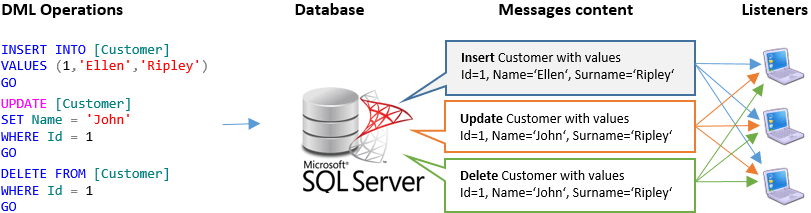 DML Operations
Database
Messages content
Listeners
INSERT INTO [Customer]
VALUES (1,'Ellen','Ripley')
GO
UPDATE [Customer]
SET Name = 'John'
WHERE Id = 1
GO
DELETE FROM [Customer]
WHERE Id = 1
GO
Microsoft®
SQL Server
Insert Customer with values
Id=1, Name=‘Ellen‘, Surname=‘Ripley‘
Update Customer with values
Id=1, Name=‘John‘, Surname=‘Ripley‘
Delete Customer with values
Id=1, Name=‘John‘, Surname=‘Ripley‘